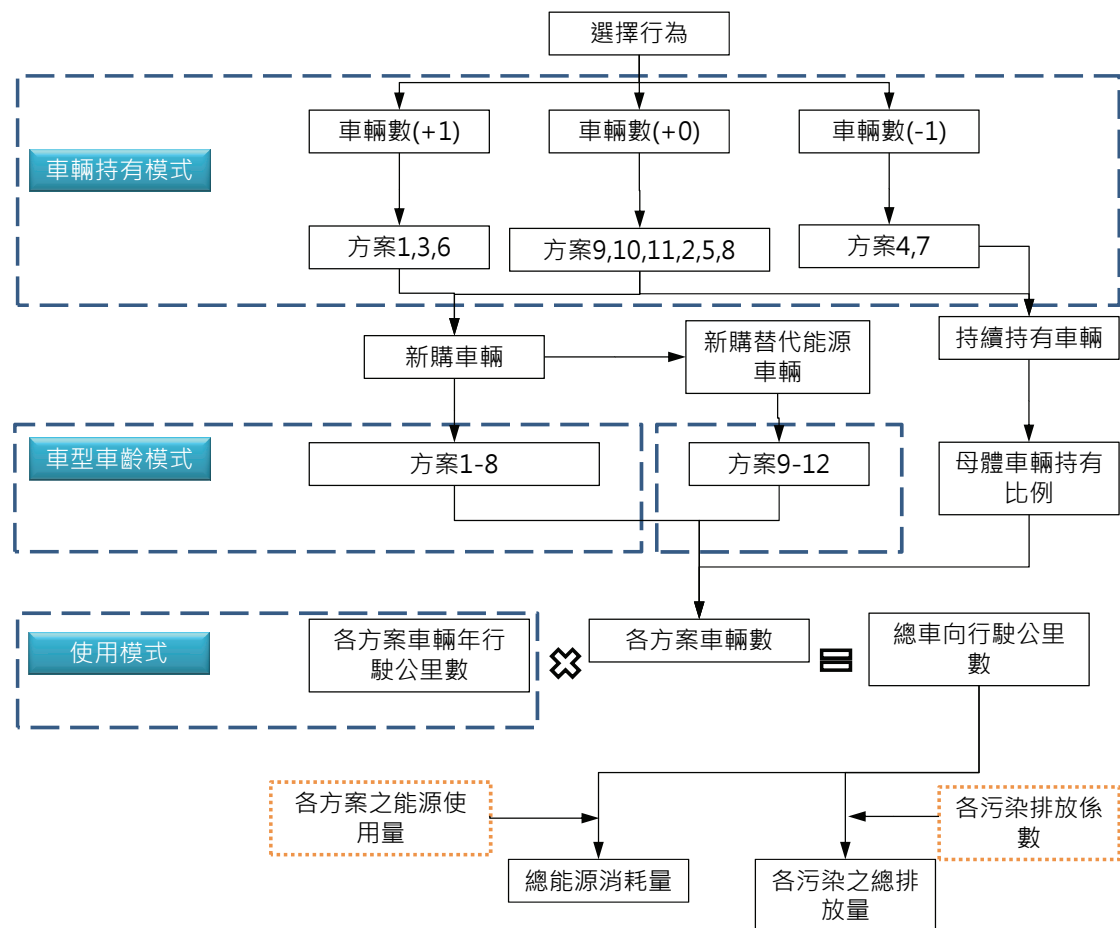 選擇行為
車輛持有模式
車輛數(+1)
車輛數(+0)
車輛數(-1)
方案1,3,6
方案9,10,11,2,5,8
方案4,7
新購車輛
新購替代能源
車輛
持續持有車輛
車型車齡模式
方案1-8
方案9-12
母體車輛持有
比例
使用模式
各方案車輛年行
駛公里數
各方案車輛數
總車向行駛公里
數
各方案之能源使
用量
各污染排放係
數
總能源消耗量
各污染之總排
放量